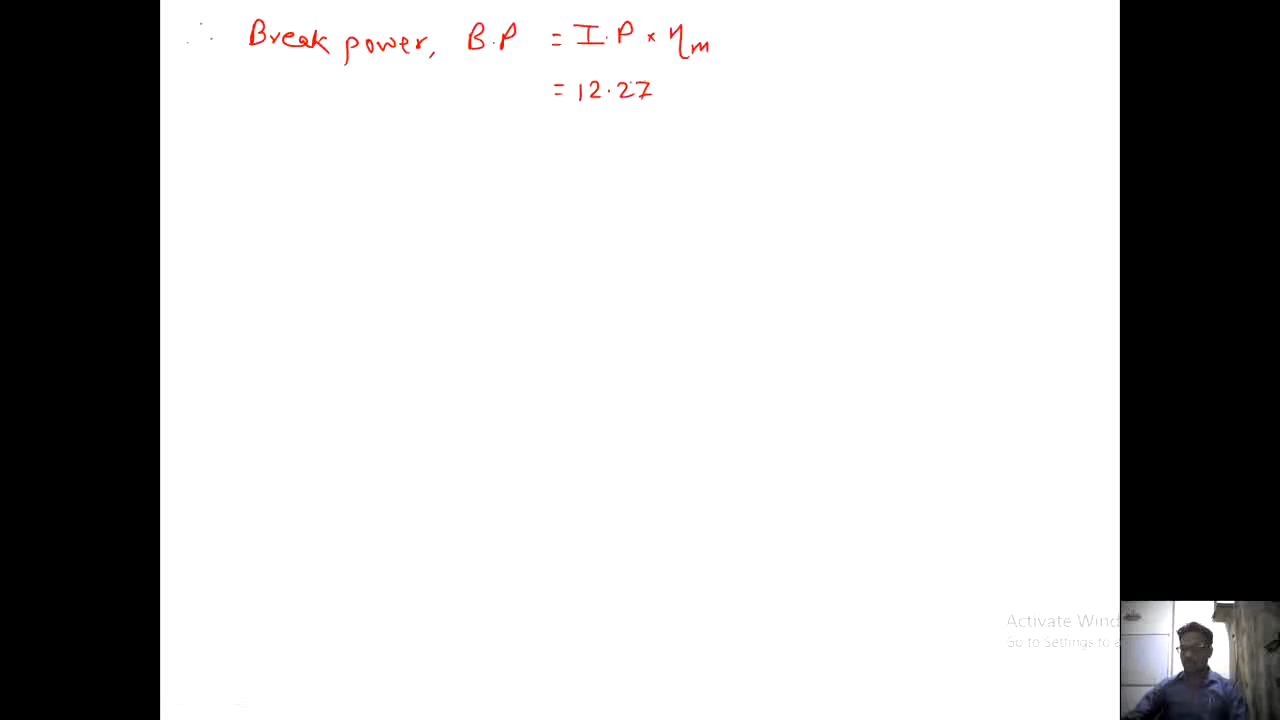 ∴ Break power, B.P = I.P × ηm
= 12.27
Activate Wind
Go to Settings to a